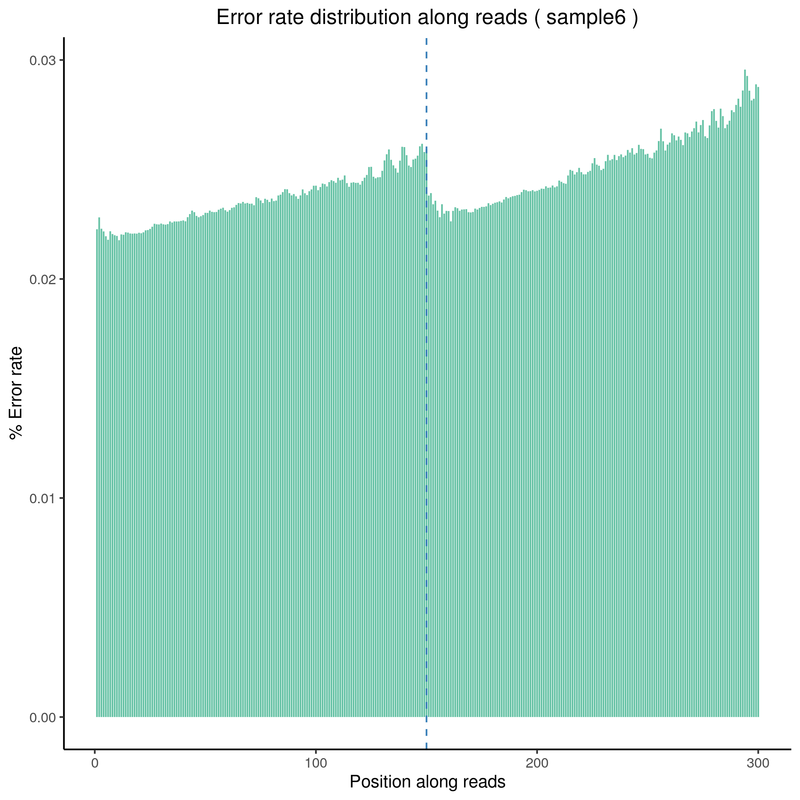 Error rate distribution along reads ( sample6 )
% Error rate
0.03
0.02
0.01
0.00
0 100 200 300
Position along reads